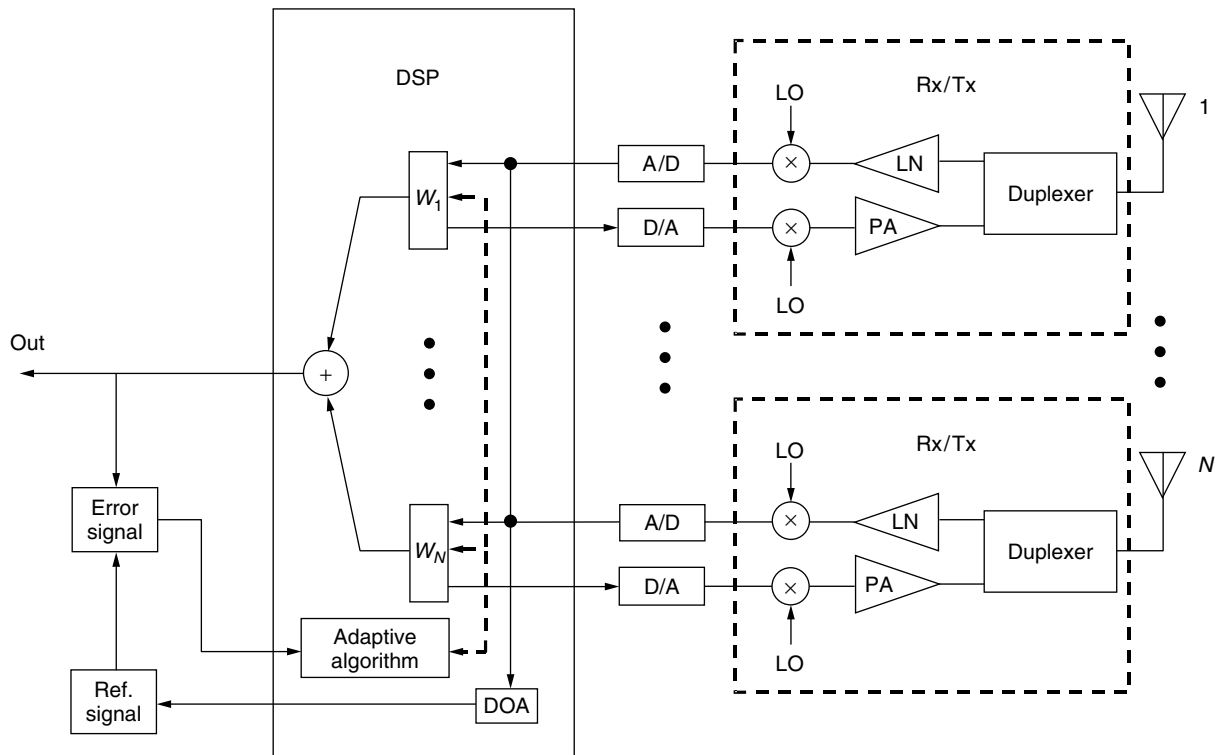 DSP
Rx/Tx
LO
1
A/D
×
LN
Duplexer
W1
D/A
×
PA
LO
Out
+
Rx/Tx
LO
N
A/D
×
LN
Duplexer
WN
D/A
×
PA
LO
Error
signal
Adaptive
algorithm
Ref.
signal
DOA